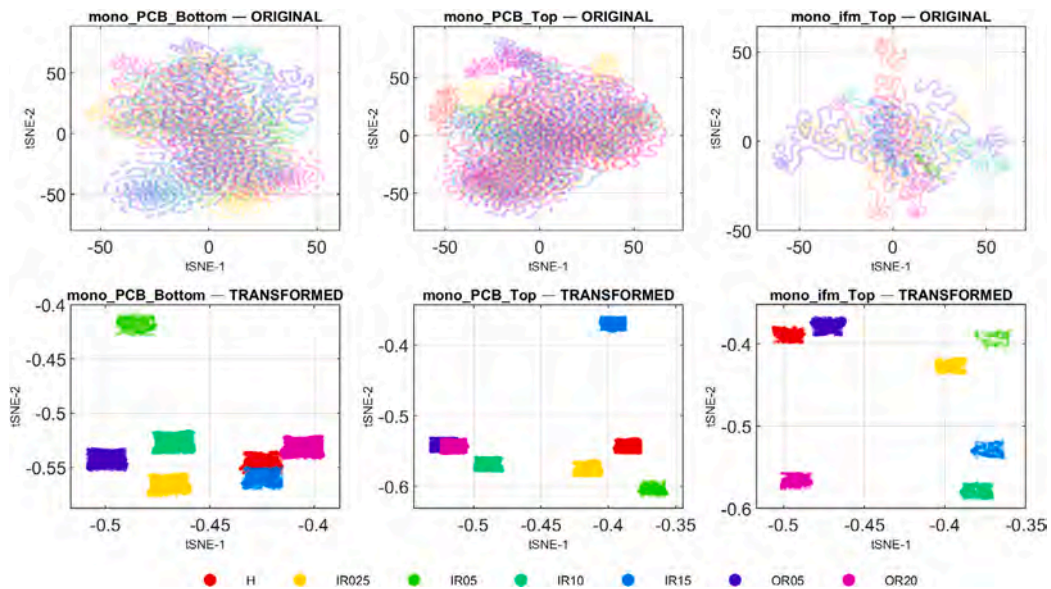 mono_PCB_Bottom — ORIGINAL
50
0
-50
tSNE-2
-50
0
50
tSNE-1
mono_PCB_Top — ORIGINAL
50
0
-50
tSNE-2
-50
0
50
tSNE-1
mono_ifm_Top — ORIGINAL
50
0
-50
tSNE-2
-50
0
50
tSNE-1
mono_PCB_Bottom — TRANSFORMED
-0.4
-0.45
-0.5
-0.55
tSNE-2
-0.5
-0.45
-0.4
tSNE-1
mono_PCB_Top — TRANSFORMED
-0.4
-0.5
-0.6
tSNE-2
-0.5
-0.45
-0.4
-0.35
tSNE-1
mono_ifm_Top — TRANSFORMED
-0.4
-0.5
-0.6
tSNE-2
-0.5
-0.45
-0.4
-0.35
tSNE-1
H IR025 IR05 IR10 IR15 OR05 OR20